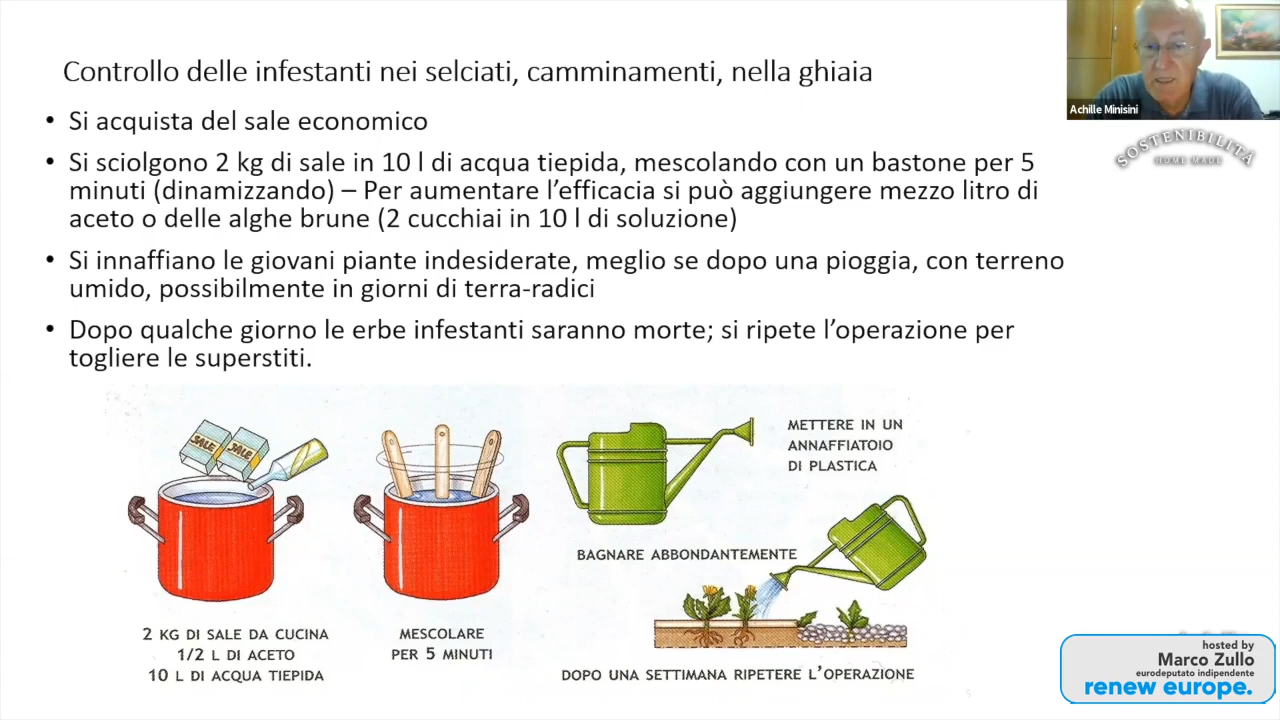 Controllo delle infestanti nei selciati, camminamenti, nella ghiaia
• Si acquista del sale economico
• Si sciolgono 2 kg di sale in 10 l di acqua tiepida, mescolando con un bastone per 5
minuti (dinamizzando) – Per aumentare l'efficacia si può aggiungere mezzo litro di
aceto o delle alghe brune (2 cucchiai in 10 l di soluzione)
• Si innaffiano le giovani piante indesiderate, meglio se dopo una pioggia, con terreno
umido, possibilmente in giorni di terra-radici
• Dopo qualche giorno le erbe infestanti saranno morte; si ripete l'operazione per
togliere le superstiti.
Achille Minisini
SOSTENIBILITÁ
HOME MADE
SALE
SALE
2 KG DI SALE DA CUCINA
1/2 L DI ACETO
10 L DI ACQUA TIEPIDA
MESCOLARE
PER 5 MINUTI
METTERE IN UN
ANNAFFIATOIO
DI PLASTICA
BAGNARE ABBONDANTEMENTE
DOPO UNA SETTIMANA RIPETERE L'OPERAZIONE
hosted by
Marco Zullo
eurodeputato indipendente
renew europe.